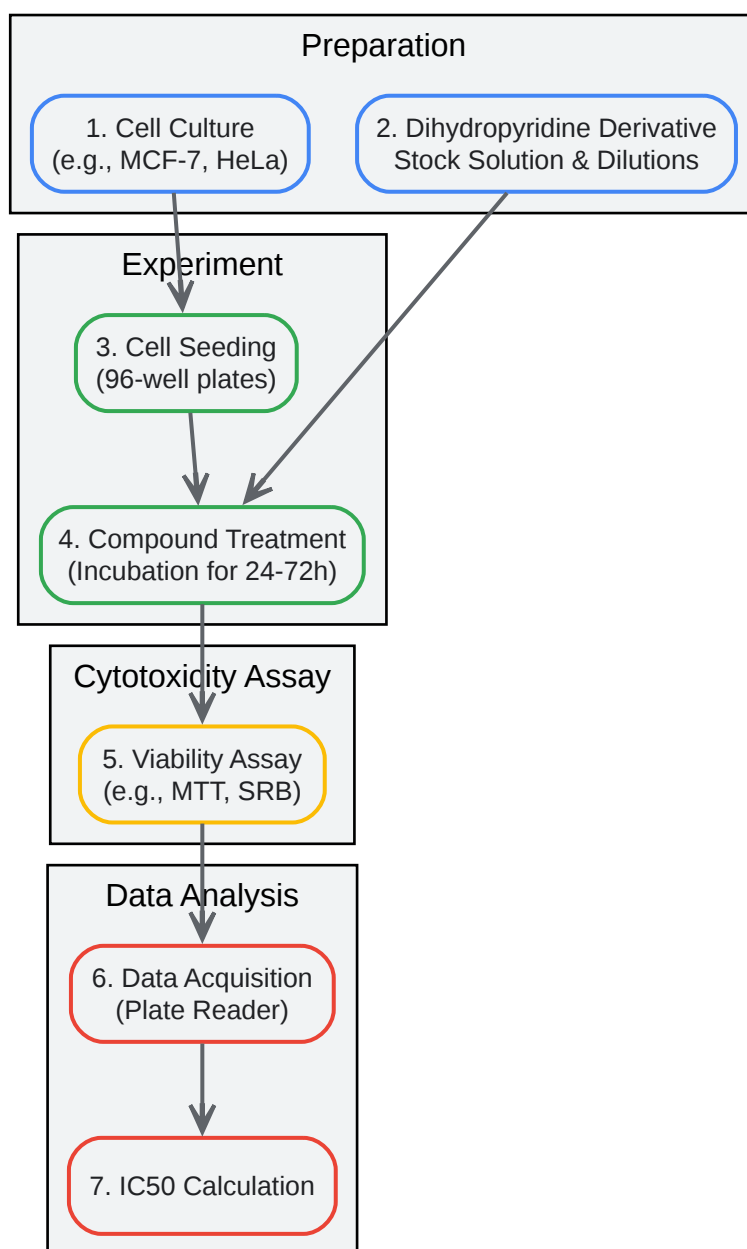 Preparation
1. Cell Culture
(e.g., MCF-7, HeLa)
2. Dihydropyridine Derivative
Stock Solution & Dilutions
Experiment
3. Cell Seeding
(96-well plates)
4. Compound Treatment
(Incubation for 24-72h)
Cytotoxicity Assay
5. Viability Assay
(e.g., MTT, SRB)
Data Analysis
6. Data Acquisition
(Plate Reader)
7. IC50 Calculation